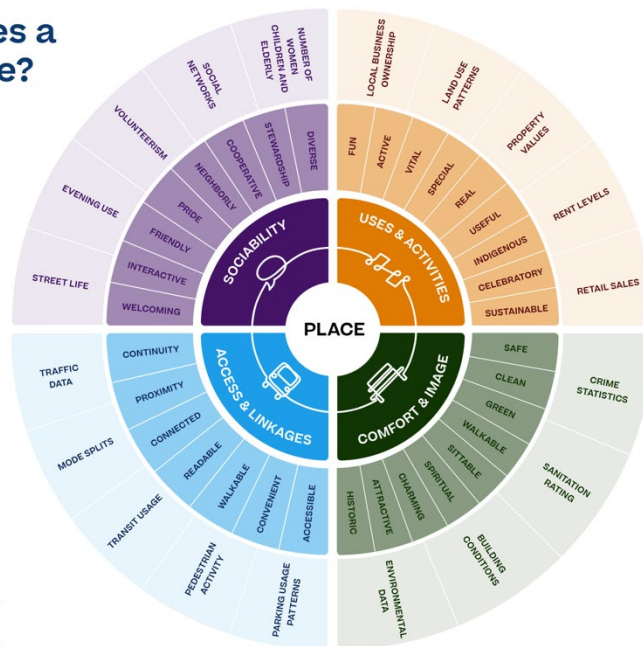 es a
e?
NUMBER OF
WOMEN
CHILDREN AND
ELDERLY
SOCIAL
NETWORKS
VOLUNTEERISM
EVENING USE
STREET LIFE
DIVERSE
STEWARDSHIP
COOPERATIVE
NEIGHBORLY
PRIDE
FRIENDLY
INTERACTIVE
WELCOMING
SOCIABILITY
LOCAL BUSINESS
OWNERSHIP
LAND USE
PATTERNS
PROPERTY
VALUES
RENT LEVELS
RETAIL SALES
FUN
ACTIVE
VITAL
SPECIAL
REAL
USEFUL
INDIGENOUS
CELEBRATORY
SUSTAINABLE
USES & ACTIVITIES
PLACE
ACCESS & LINKAGES
CONTINUITY
PROXIMITY
CONNECTED
READABLE
WALKABLE
CONVENIENT
ACCESSIBLE
TRAFFIC
DATA
MODE SPLITS
TRANSIT USAGE
PEDESTRIAN
ACTIVITY
PARKING USAGE
PATTERNS
COMFORT & IMAGE
SAFE
CLEAN
GREEN
WALKABLE
SITTABLE
SPIRITUAL
CHARMING
ATTRACTIVE
HISTORIC
CRIME
STATISTICS
SANITATION
RATING
BUILDING
CONDITIONS
ENVIRONMENTAL
DATA